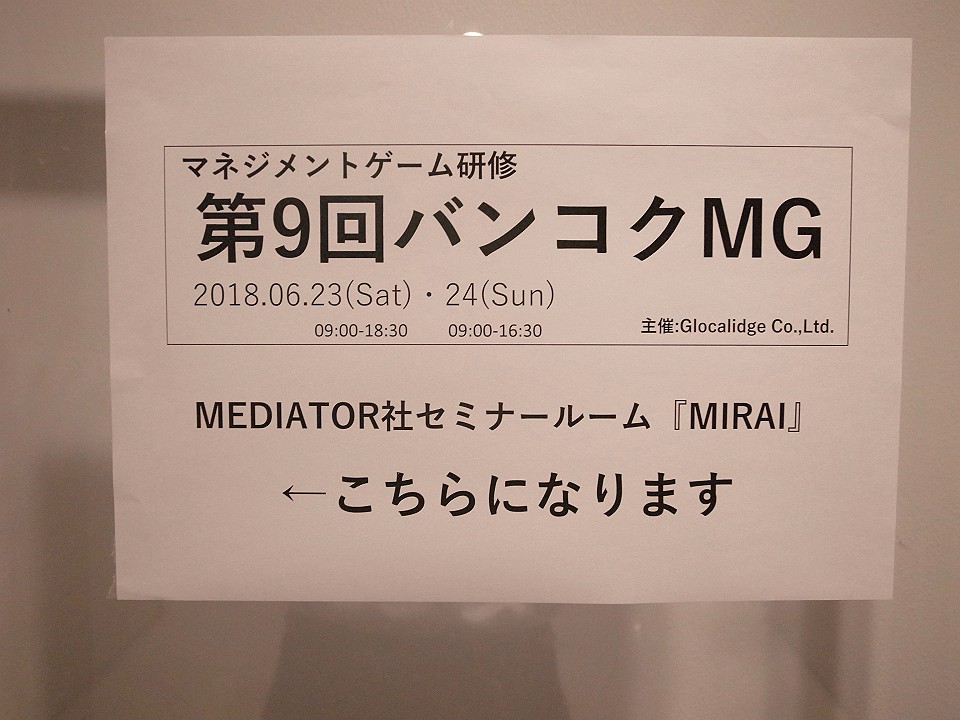 マネジメントゲーム研修
第9回バンコクMG
2018.06.23(Sat)・24(Sun)
09:00-18:30 09:00-16:30
主催:Glocalidge Co.,Ltd.
MEDIATOR社セミナールーム『MIRAI』
←こちらになります